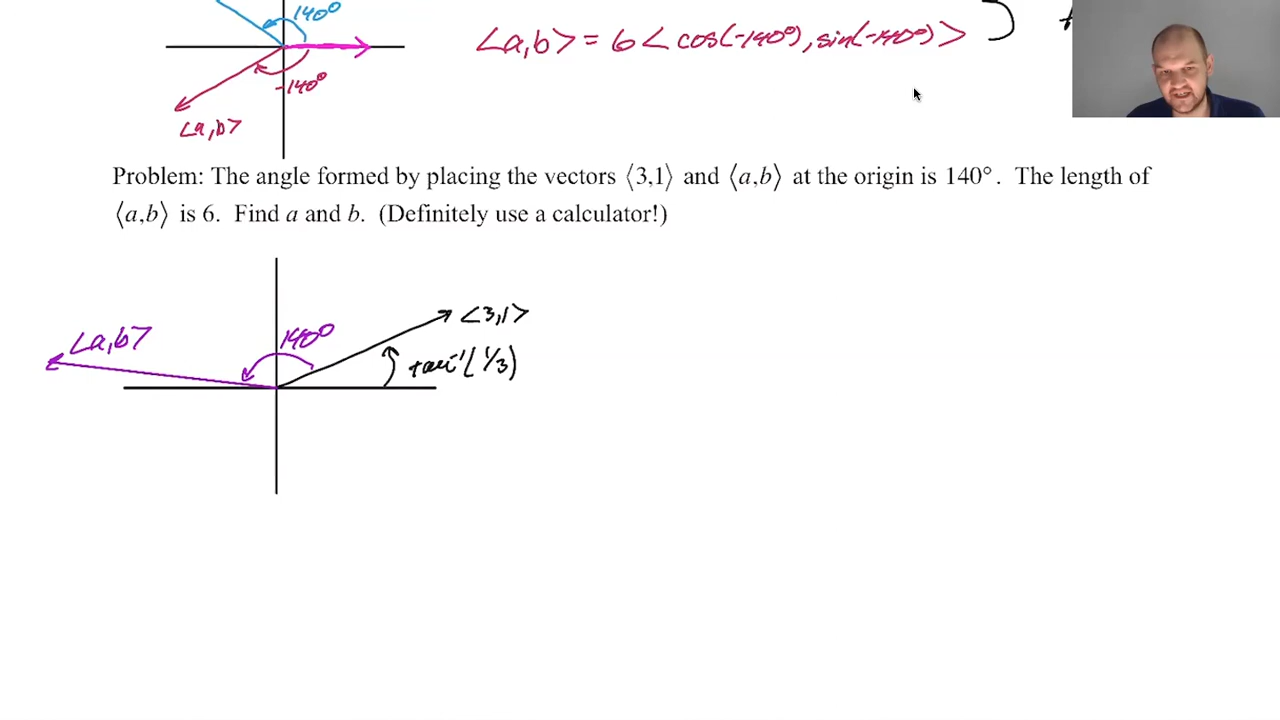 140°
⟨a,b⟩ = 6⟨cos(-140°), sin(-140°)⟩
-140°
⟨a,b⟩
Problem: The angle formed by placing the vectors ⟨3,1⟩ and ⟨a,b⟩ at the origin is 140°. The length of
⟨a,b⟩ is 6. Find a and b. (Definitely use a calculator!)
⟨3,1⟩
⟨a,b⟩
140°
tan⁻¹(1/3)